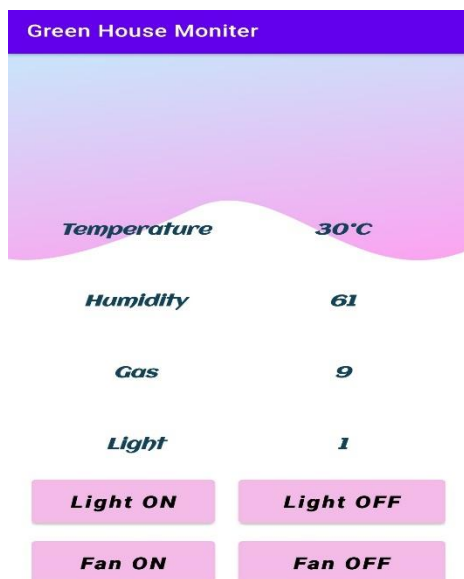 Green House Moniter
Temperature 30°C
Humidity 61
Gas 9
Light 1
Light ON Light OFF
Fan ON Fan OFF